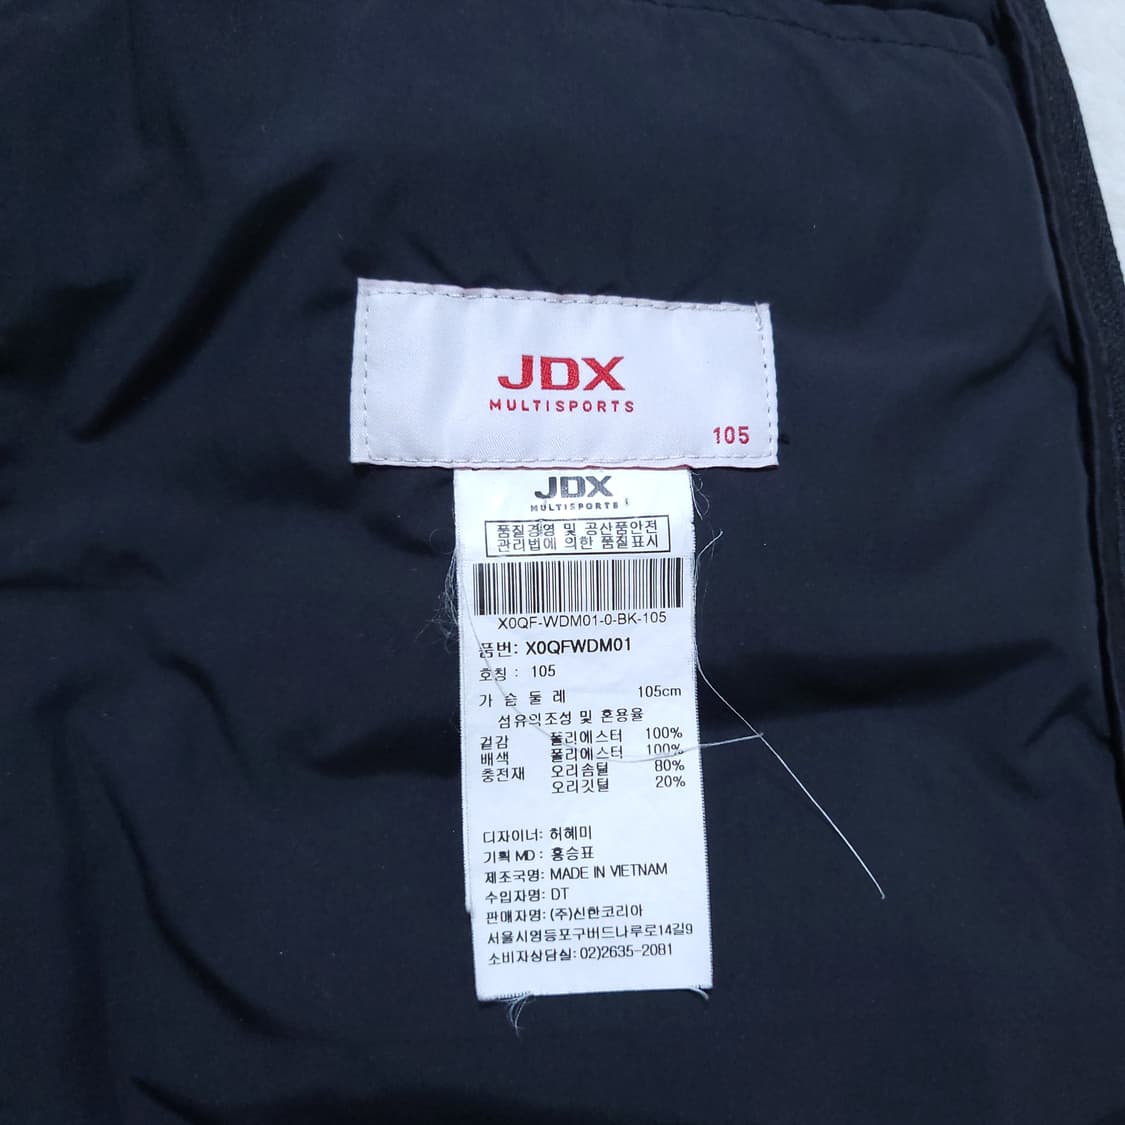 JDX
MULTISPORTS
105
JDX
MULTISPORTS
품질경영 및 공산품안전
관리법에 의한 품질표시
X0QF-WDM01-0-BK-105
품번: X0QFWDM01
호칭 : 105
가 슴 둘 레 105cm
섬유의조성 및 혼용율
겉감 폴리에스터 100%
배색 폴리에스터 100%
충전재 오리솜털 80%
오리깃털 20%
디자이너: 허혜미
기획 MD : 홍승표
제조국명: MADE IN VIETNAM
수입자명: DT
판매자명: (주)신한코리아
서울시영등포구버드나루로14길9
소비자상담실: 02)2635-2081